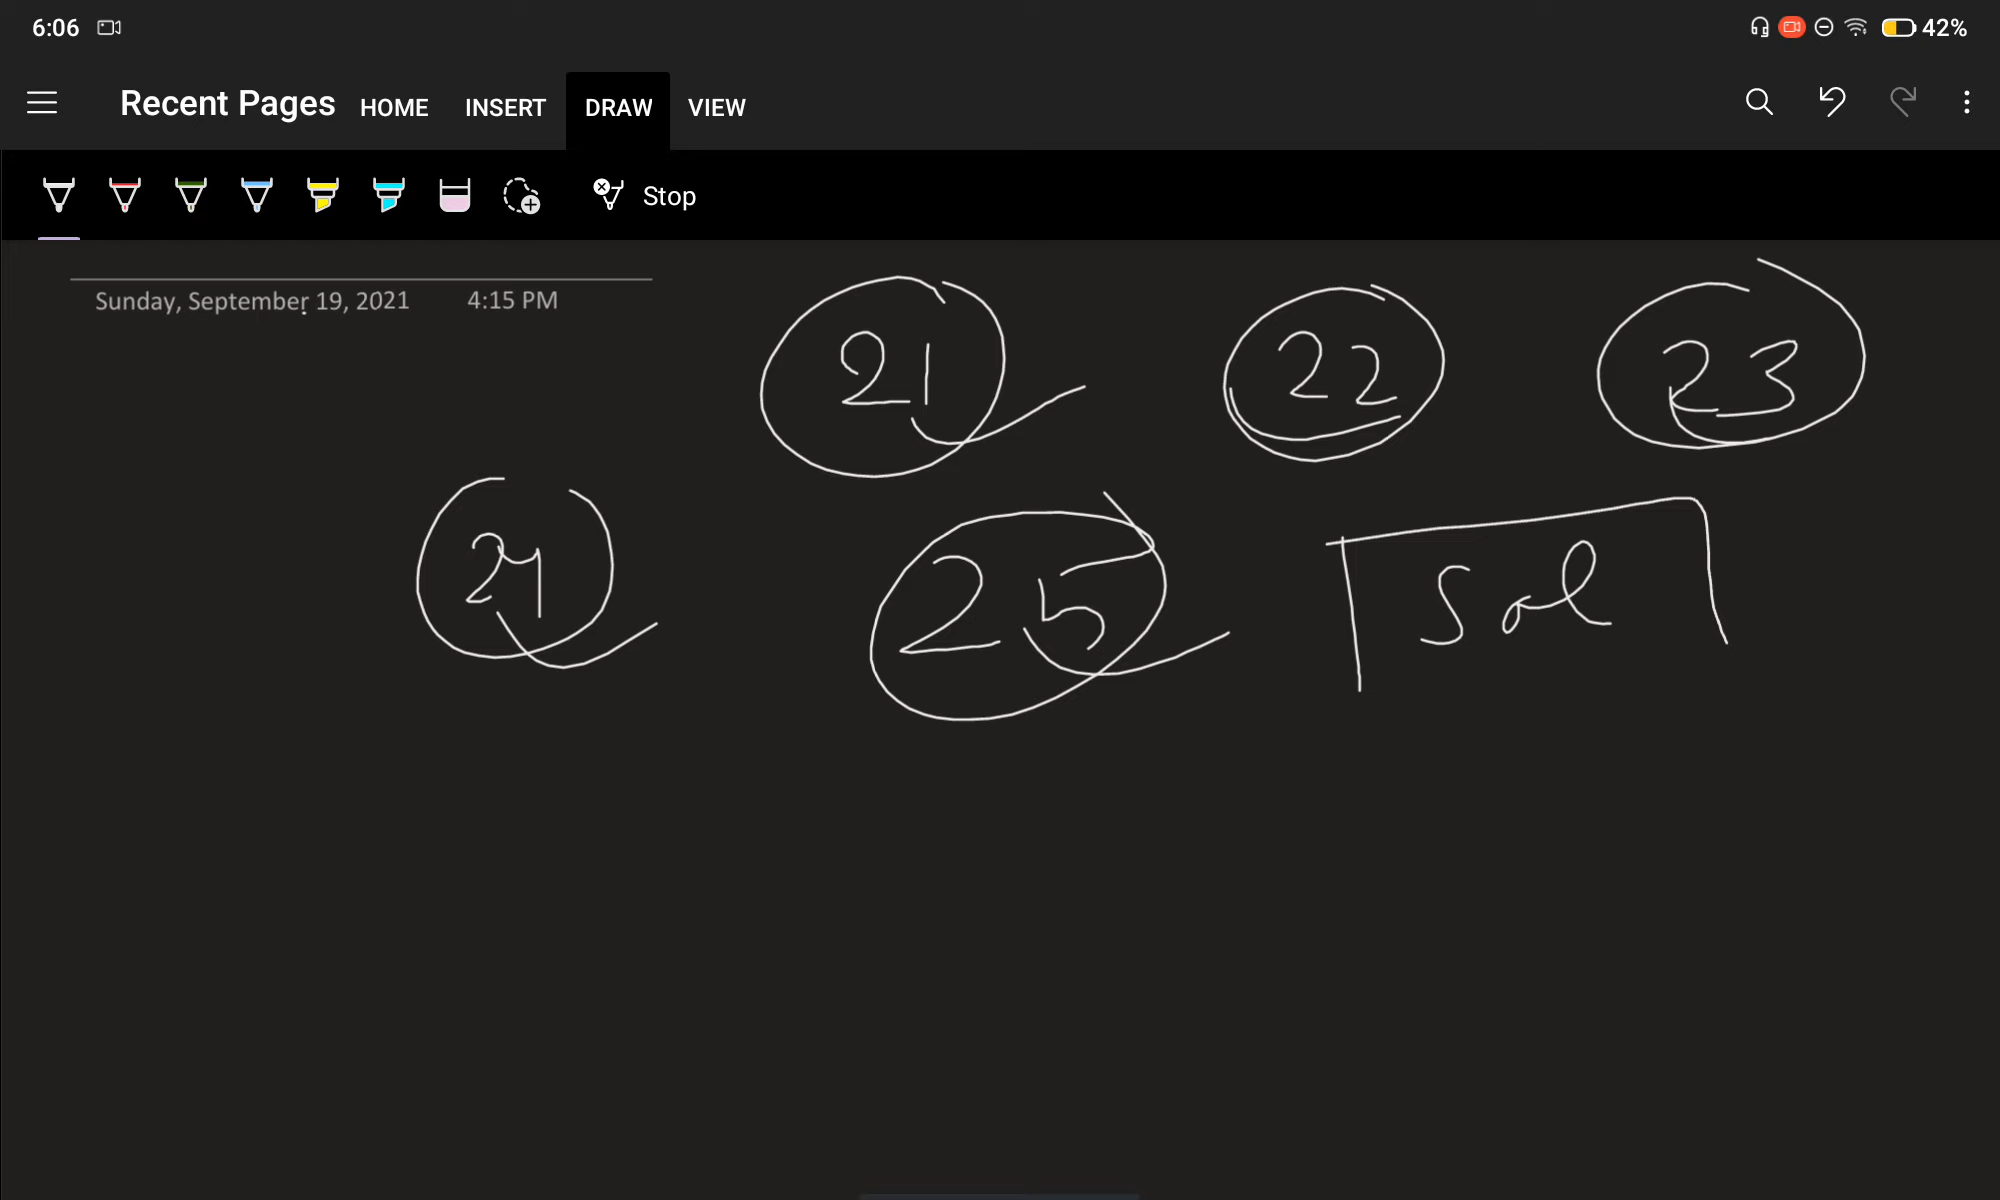 6:06 42%
Recent Pages HOME INSERT DRAW VIEW
Stop
Sunday, September 19, 2021 4:15 PM
21 22 23
24 25 Sol